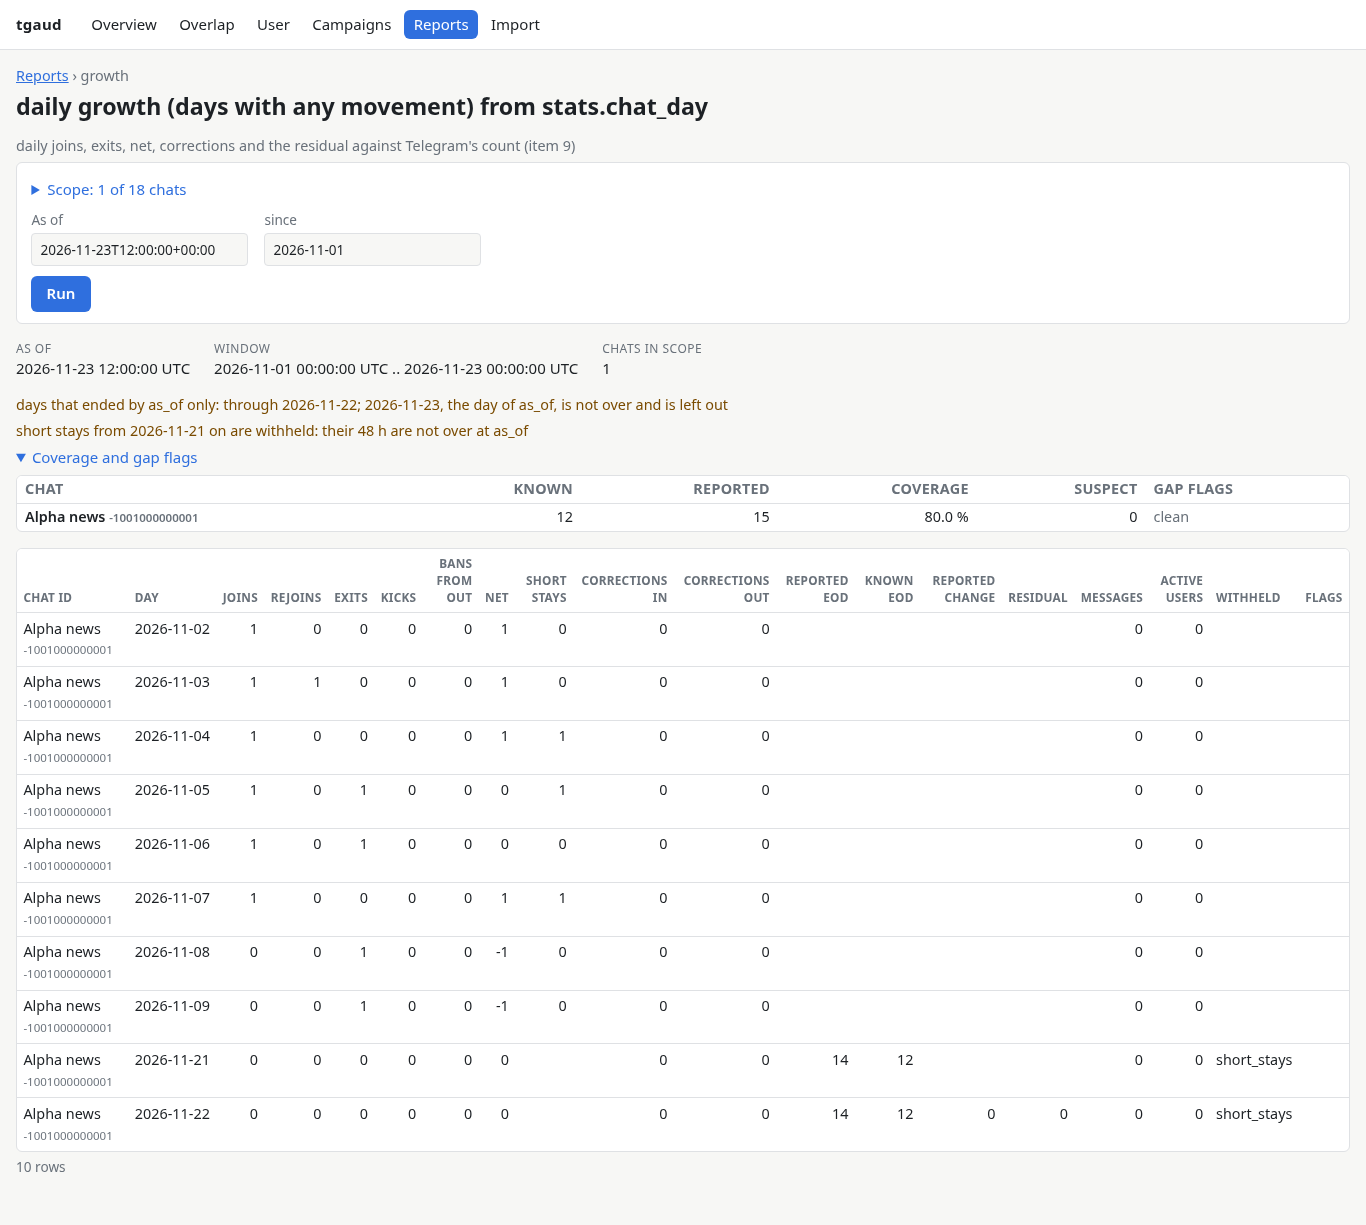 tgaud Overview Overlap User Campaigns Reports Import
Reports › growth
daily growth (days with any movement) from stats.chat_day
daily joins, exits, net, corrections and the residual against Telegram's count (item 9)
▶ Scope: 1 of 18 chats
As of since
2026-11-23T12:00:00+00:00 2026-11-01
Run
AS OF WINDOW CHATS IN SCOPE
2026-11-23 12:00:00 UTC 2026-11-01 00:00:00 UTC .. 2026-11-23 00:00:00 UTC 1
days that ended by as_of only: through 2026-11-22; 2026-11-23, the day of as_of, is not over and is left out
short stays from 2026-11-21 on are withheld: their 48 h are not over at as_of
▼ Coverage and gap flags
CHAT KNOWN REPORTED COVERAGE SUSPECT GAP FLAGS
Alpha news -1001000000001 12 15 80.0 % 0 clean
CHAT ID DAY JOINS REJOINS EXITS KICKS BANS FROM OUT NET SHORT STAYS CORRECTIONS IN CORRECTIONS OUT REPORTED EOD KNOWN EOD REPORTED CHANGE RESIDUAL MESSAGES ACTIVE USERS WITHHELD FLAGS
Alpha news 2026-11-02 1 0 0 0 0 1 0 0 0 0 0
-1001000000001
Alpha news 2026-11-03 1 1 0 0 0 1 0 0 0 0 0
-1001000000001
Alpha news 2026-11-04 1 0 0 0 0 1 1 0 0 0 0
-1001000000001
Alpha news 2026-11-05 1 0 1 0 0 0 1 0 0 0 0
-1001000000001
Alpha news 2026-11-06 1 0 1 0 0 0 0 0 0 0 0
-1001000000001
Alpha news 2026-11-07 1 0 0 0 0 1 1 0 0 0 0
-1001000000001
Alpha news 2026-11-08 0 0 1 0 0 -1 0 0 0 0 0
-1001000000001
Alpha news 2026-11-09 0 0 1 0 0 -1 0 0 0 0 0
-1001000000001
Alpha news 2026-11-21 0 0 0 0 0 0 0 0 14 12 0 0 short_stays
-1001000000001
Alpha news 2026-11-22 0 0 0 0 0 0 0 0 14 12 0 0 0 0 short_stays
-1001000000001
10 rows